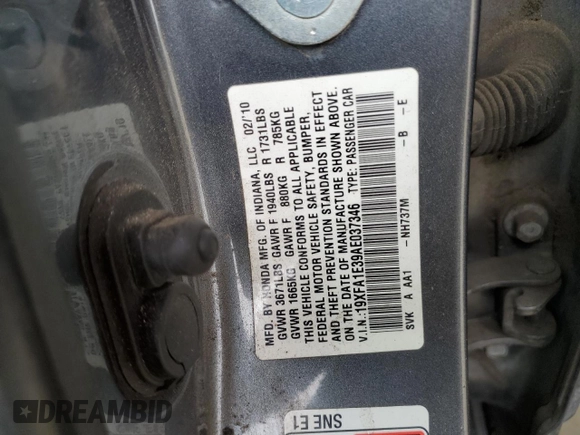 MFD. BY HONDA MFG. OF INDIANA, LLC 02/'10
GVWR 3671LBS GAWR F 1940LBS R 1731LBS
GVWR 1665KG GAWR F 880KG R 785KG
THIS VEHICLE CONFORMS TO ALL APPLICABLE
FEDERAL MOTOR VEHICLE SAFETY, BUMPER,
AND THEFT PREVENTION STANDARDS IN EFFECT
ON THE DATE OF MANUFACTURE SHOWN ABOVE.
V.I.N.:19XFA1E39AE037346 TYPE: PASSENGER CAR
SVK A AA1 -NH737M -B -E
SNE E1
DREAMBID